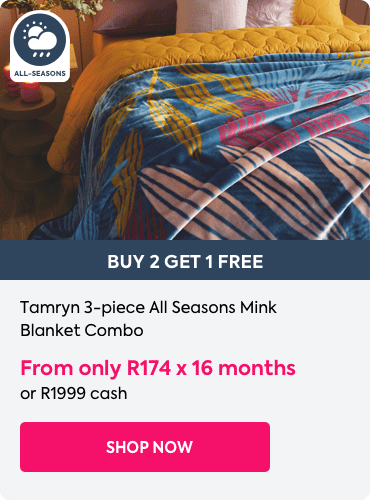 ALL-SEASONS
BUY 2 GET 1 FREE
Tamryn 3-piece All Seasons Mink
Blanket Combo
From only R174 x 16 months
or R1999 cash
SHOP NOW